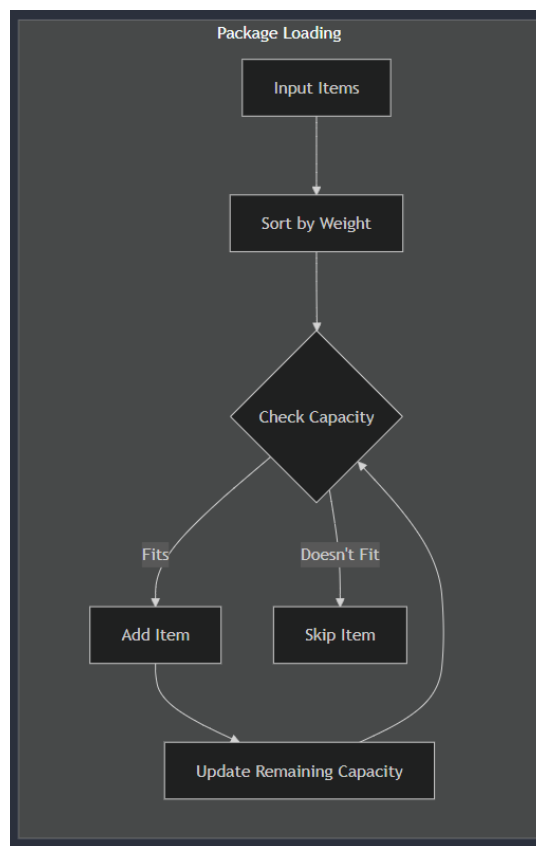 Package Loading
Input Items
Sort by Weight
Check Capacity
Fits
Doesn't Fit
Add Item
Skip Item
Update Remaining Capacity